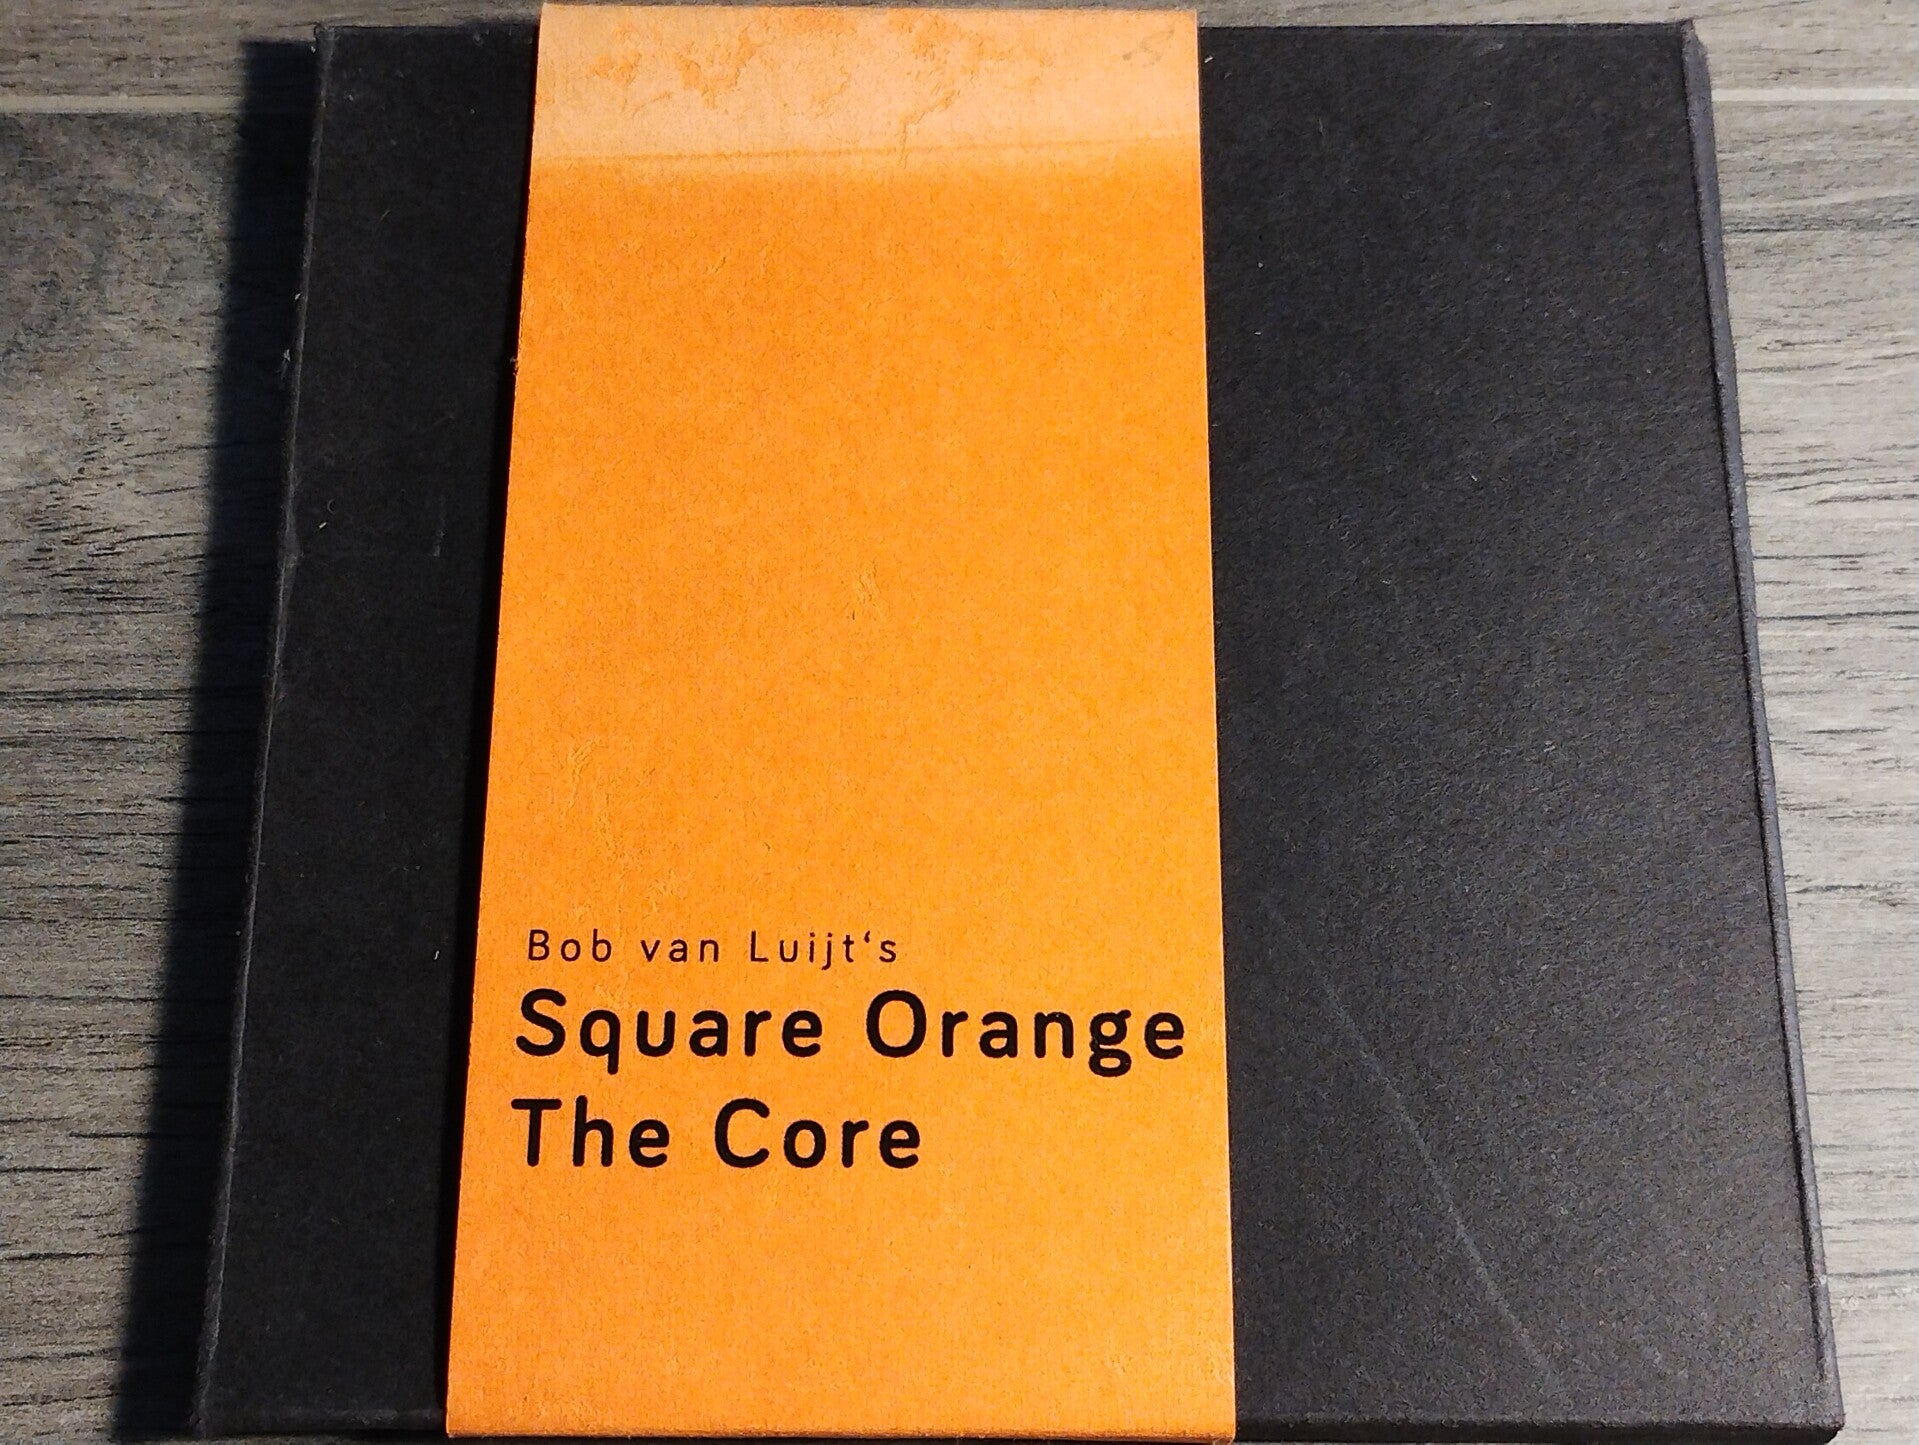 Bob van Luijt‘s
Square Orange
The Core